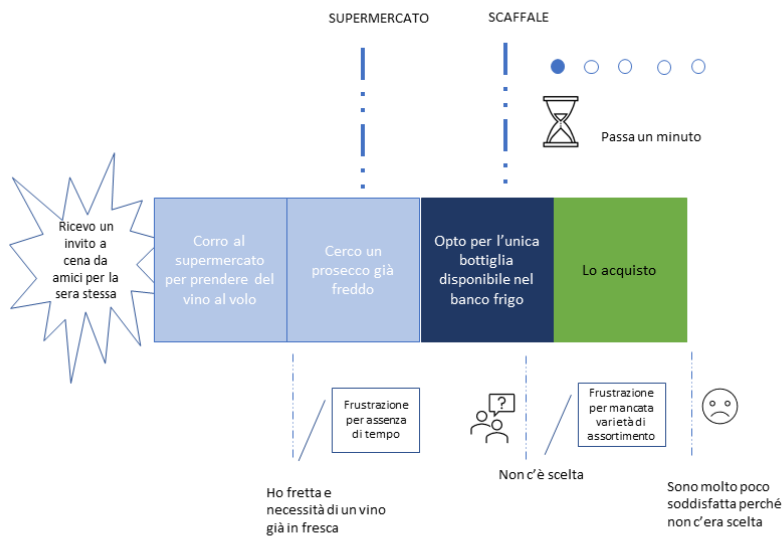 SUPERMERCATO
SCAFFALE
Passa un minuto
Ricevo un
invito a
cena da
amici per la
sera stessa
Corro al
supermercato
per prendere del
vino al volo
Cerco un
prosecco già
freddo
Opto per l'unica
bottiglia
disponibile nel
banco frigo
Lo acquisto
Frustrazione
per assenza
di tempo
?
Frustrazione
per mancata
varietà di
assortimento
Ho fretta e
necessità di un vino
già in fresca
Non c'è scelta
Sono molto poco
soddisfatta perché
non c'era scelta